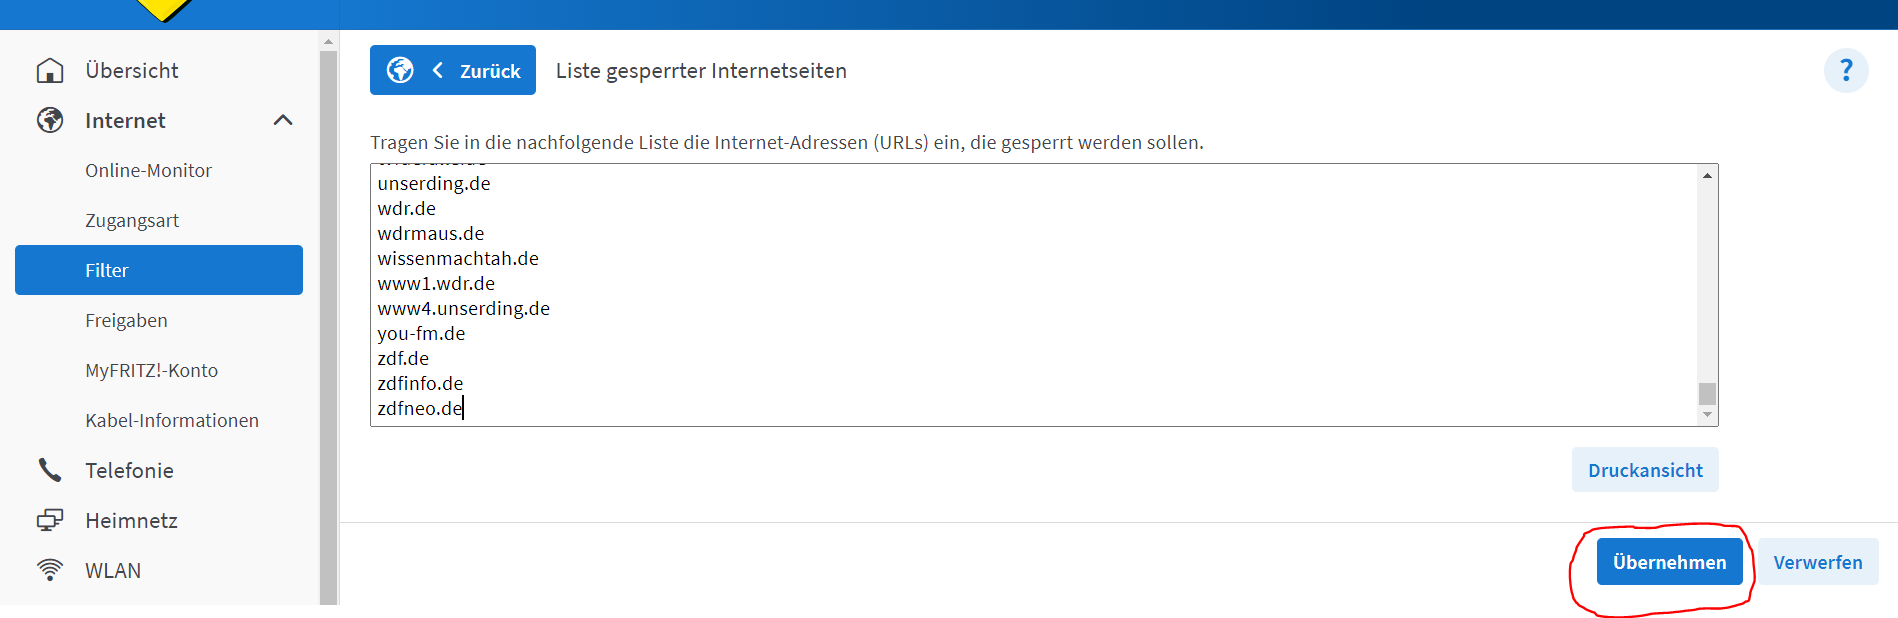 Übersicht
Internet
Online-Monitor
Zugangsart
Filter
Freigaben
MyFRITZ!-Konto
Kabel-Informationen
Telefonie
Heimnetz
WLAN
Zurück
Liste gesperrter Internetseiten
?
Tragen Sie in die nachfolgende Liste die Internet-Adressen (URLs) ein, die gesperrt werden sollen.
unserding.de
wdr.de
wdrmaus.de
wissenmachtah.de
www1.wdr.de
www4.unserding.de
you-fm.de
zdf.de
zdfinfo.de
zdfneo.de
Druckansicht
Übernehmen
Verwerfen